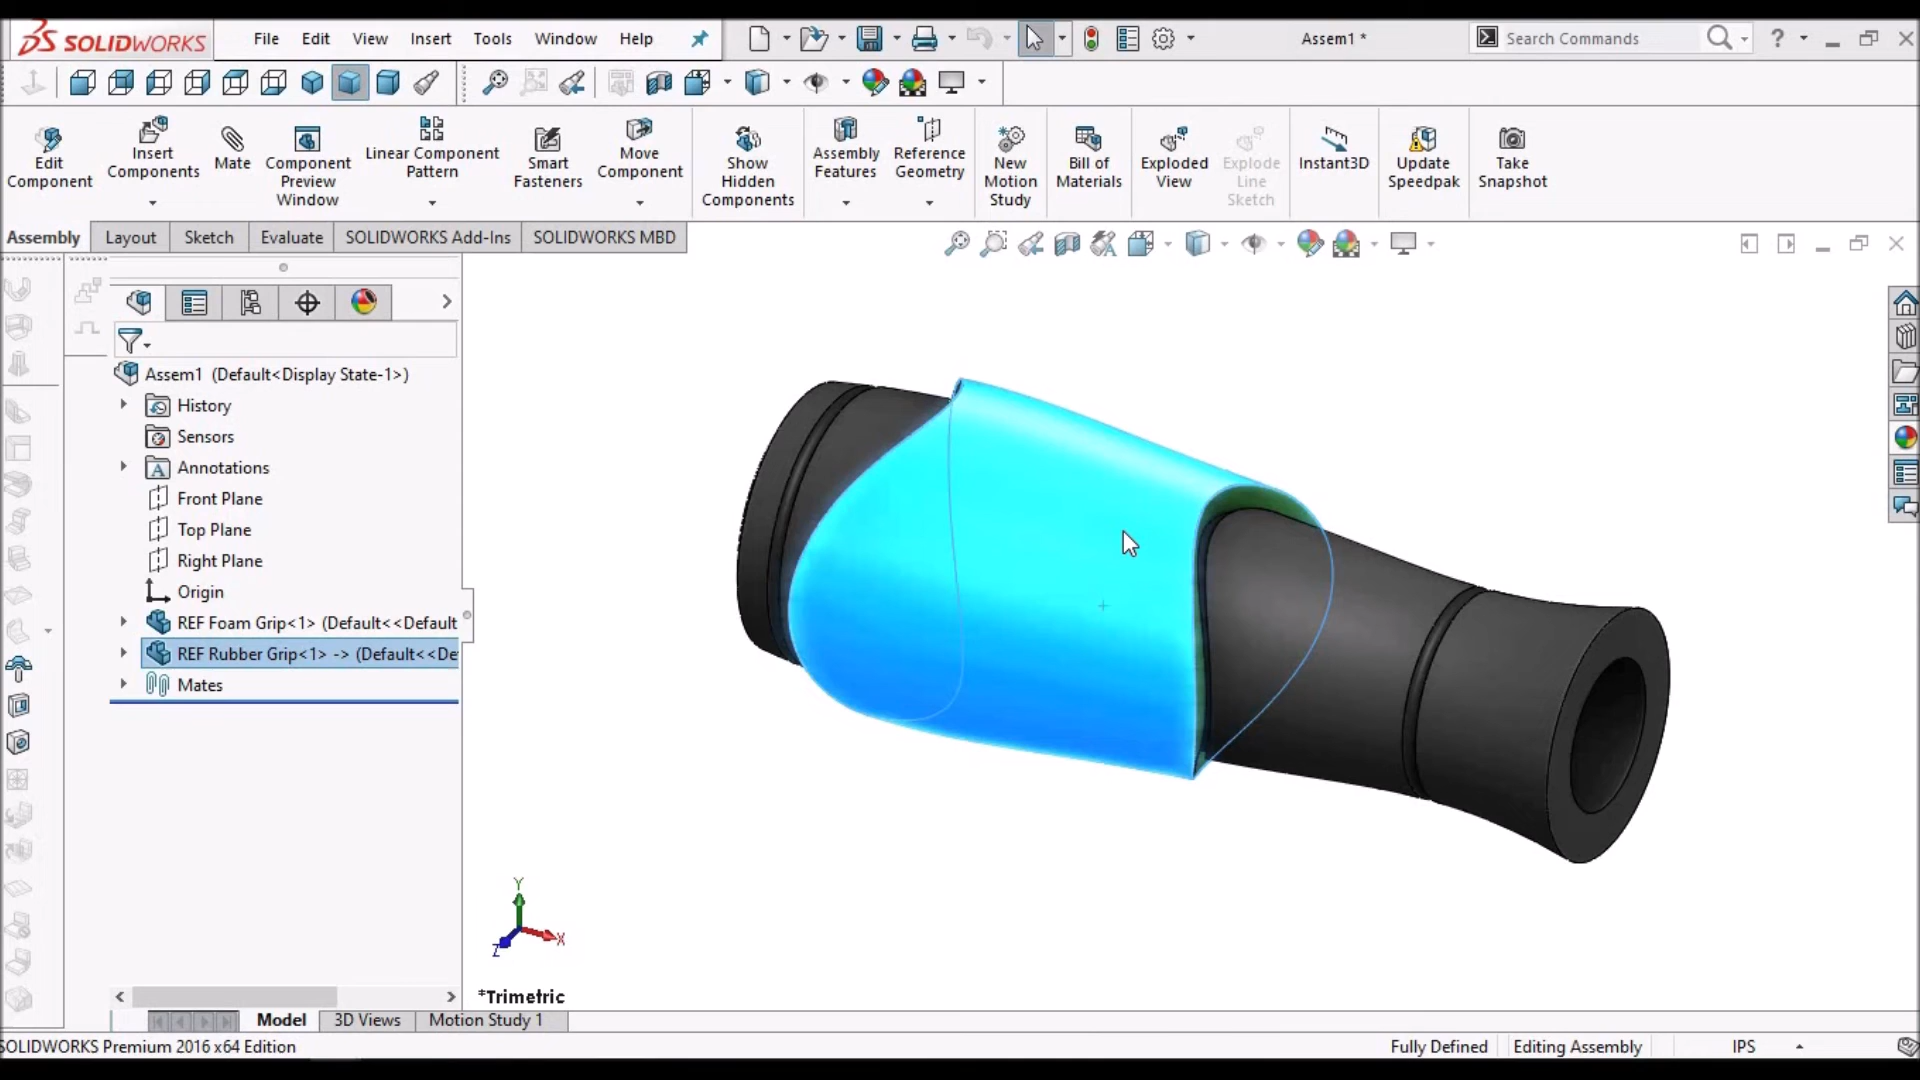 SOLIDWORKS File Edit View Insert Tools Window Help Assem1 * Search Commands ?
Edit Component
Insert Components
Mate
Component Preview Window
Linear Component Pattern
Smart Fasteners
Move Component
Show Hidden Components
Assembly Features
Reference Geometry
New Motion Study
Bill of Materials
Exploded View
Explode Line Sketch
Instant3D
Update Speedpak
Take Snapshot
Assembly Layout Sketch Evaluate SOLIDWORKS Add-Ins SOLIDWORKS MBD
Assem1 (Default<Display State-1>)
History
Sensors
A Annotations
Front Plane
Top Plane
Right Plane
Origin
REF Foam Grip<1> (Default<<Default
REF Rubber Grip<1> -> (Default<<De
Mates
Y
X
Z
*Trimetric
Model 3D Views Motion Study 1
SOLIDWORKS Premium 2016 x64 Edition Fully Defined Editing Assembly IPS